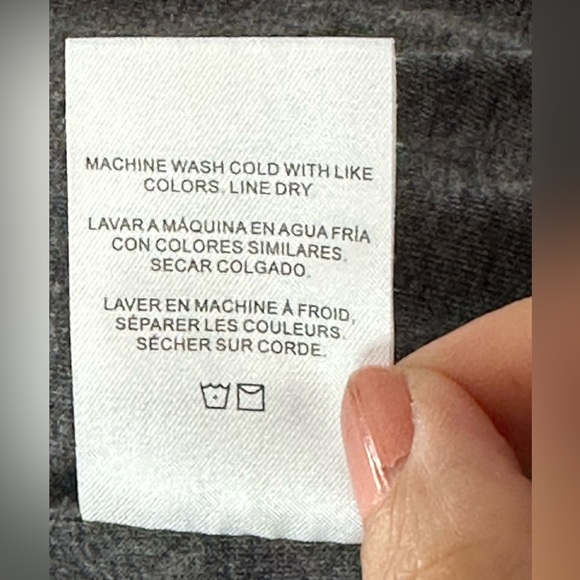 MACHINE WASH COLD WITH LIKE
COLORS. LINE DRY
LAVAR A MÁQUINA EN AGUA FRÍA
CON COLORES SIMILARES.
SECAR COLGADO.
LAVER EN MACHINE À FROID,
SÉPARER LES COULEURS.
SÉCHER SUR CORDE.